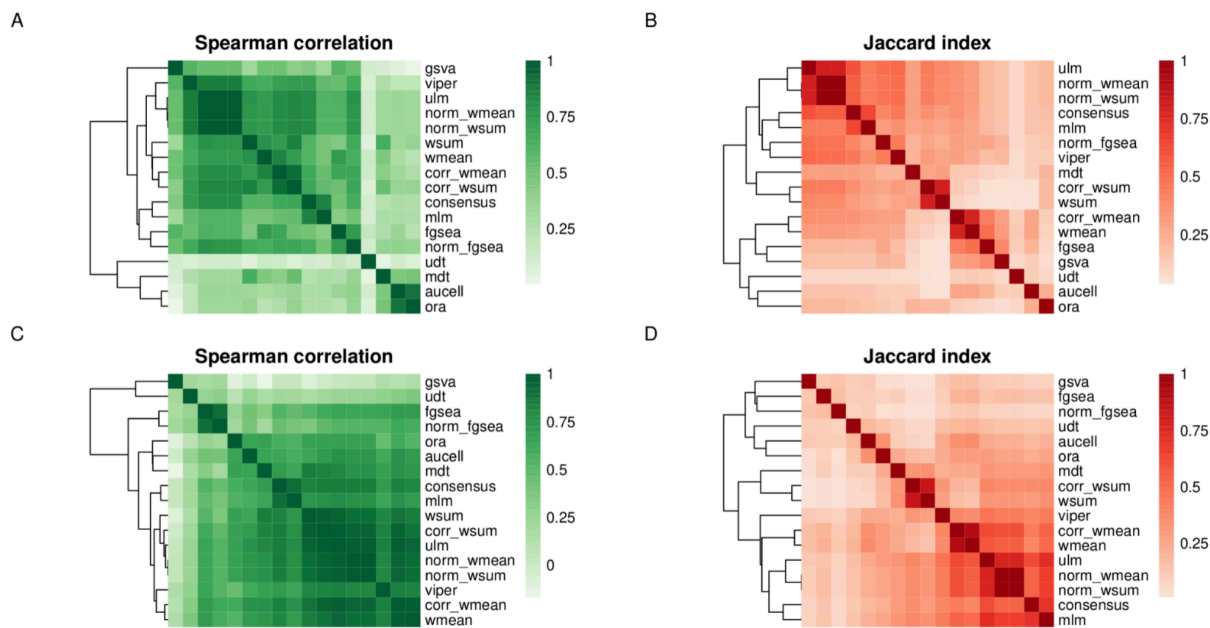 A
Spearman correlation
gsva
viper
ulm
norm_wmean
norm_wsum
wsum
wmean
corr_wmean
corr_wsum
consensus
mlm
fgsea
norm_fgsea
udt
mdt
aucell
ora
1
0.75
0.5
0.25
B
Jaccard index
ulm
norm_wmean
norm_wsum
consensus
mlm
norm_fgsea
viper
mdt
corr_wsum
wsum
corr_wmean
wmean
fgsea
gsva
udt
aucell
ora
1
0.75
0.5
0.25
C
Spearman correlation
gsva
udt
fgsea
norm_fgsea
ora
aucell
mdt
consensus
mlm
wsum
corr_wsum
ulm
norm_wmean
norm_wsum
viper
corr_wmean
wmean
1
0.75
0.5
0.25
0
D
Jaccard index
gsva
fgsea
norm_fgsea
udt
aucell
ora
mdt
corr_wsum
wsum
viper
corr_wmean
wmean
ulm
norm_wmean
norm_wsum
consensus
mlm
1
0.75
0.5
0.25